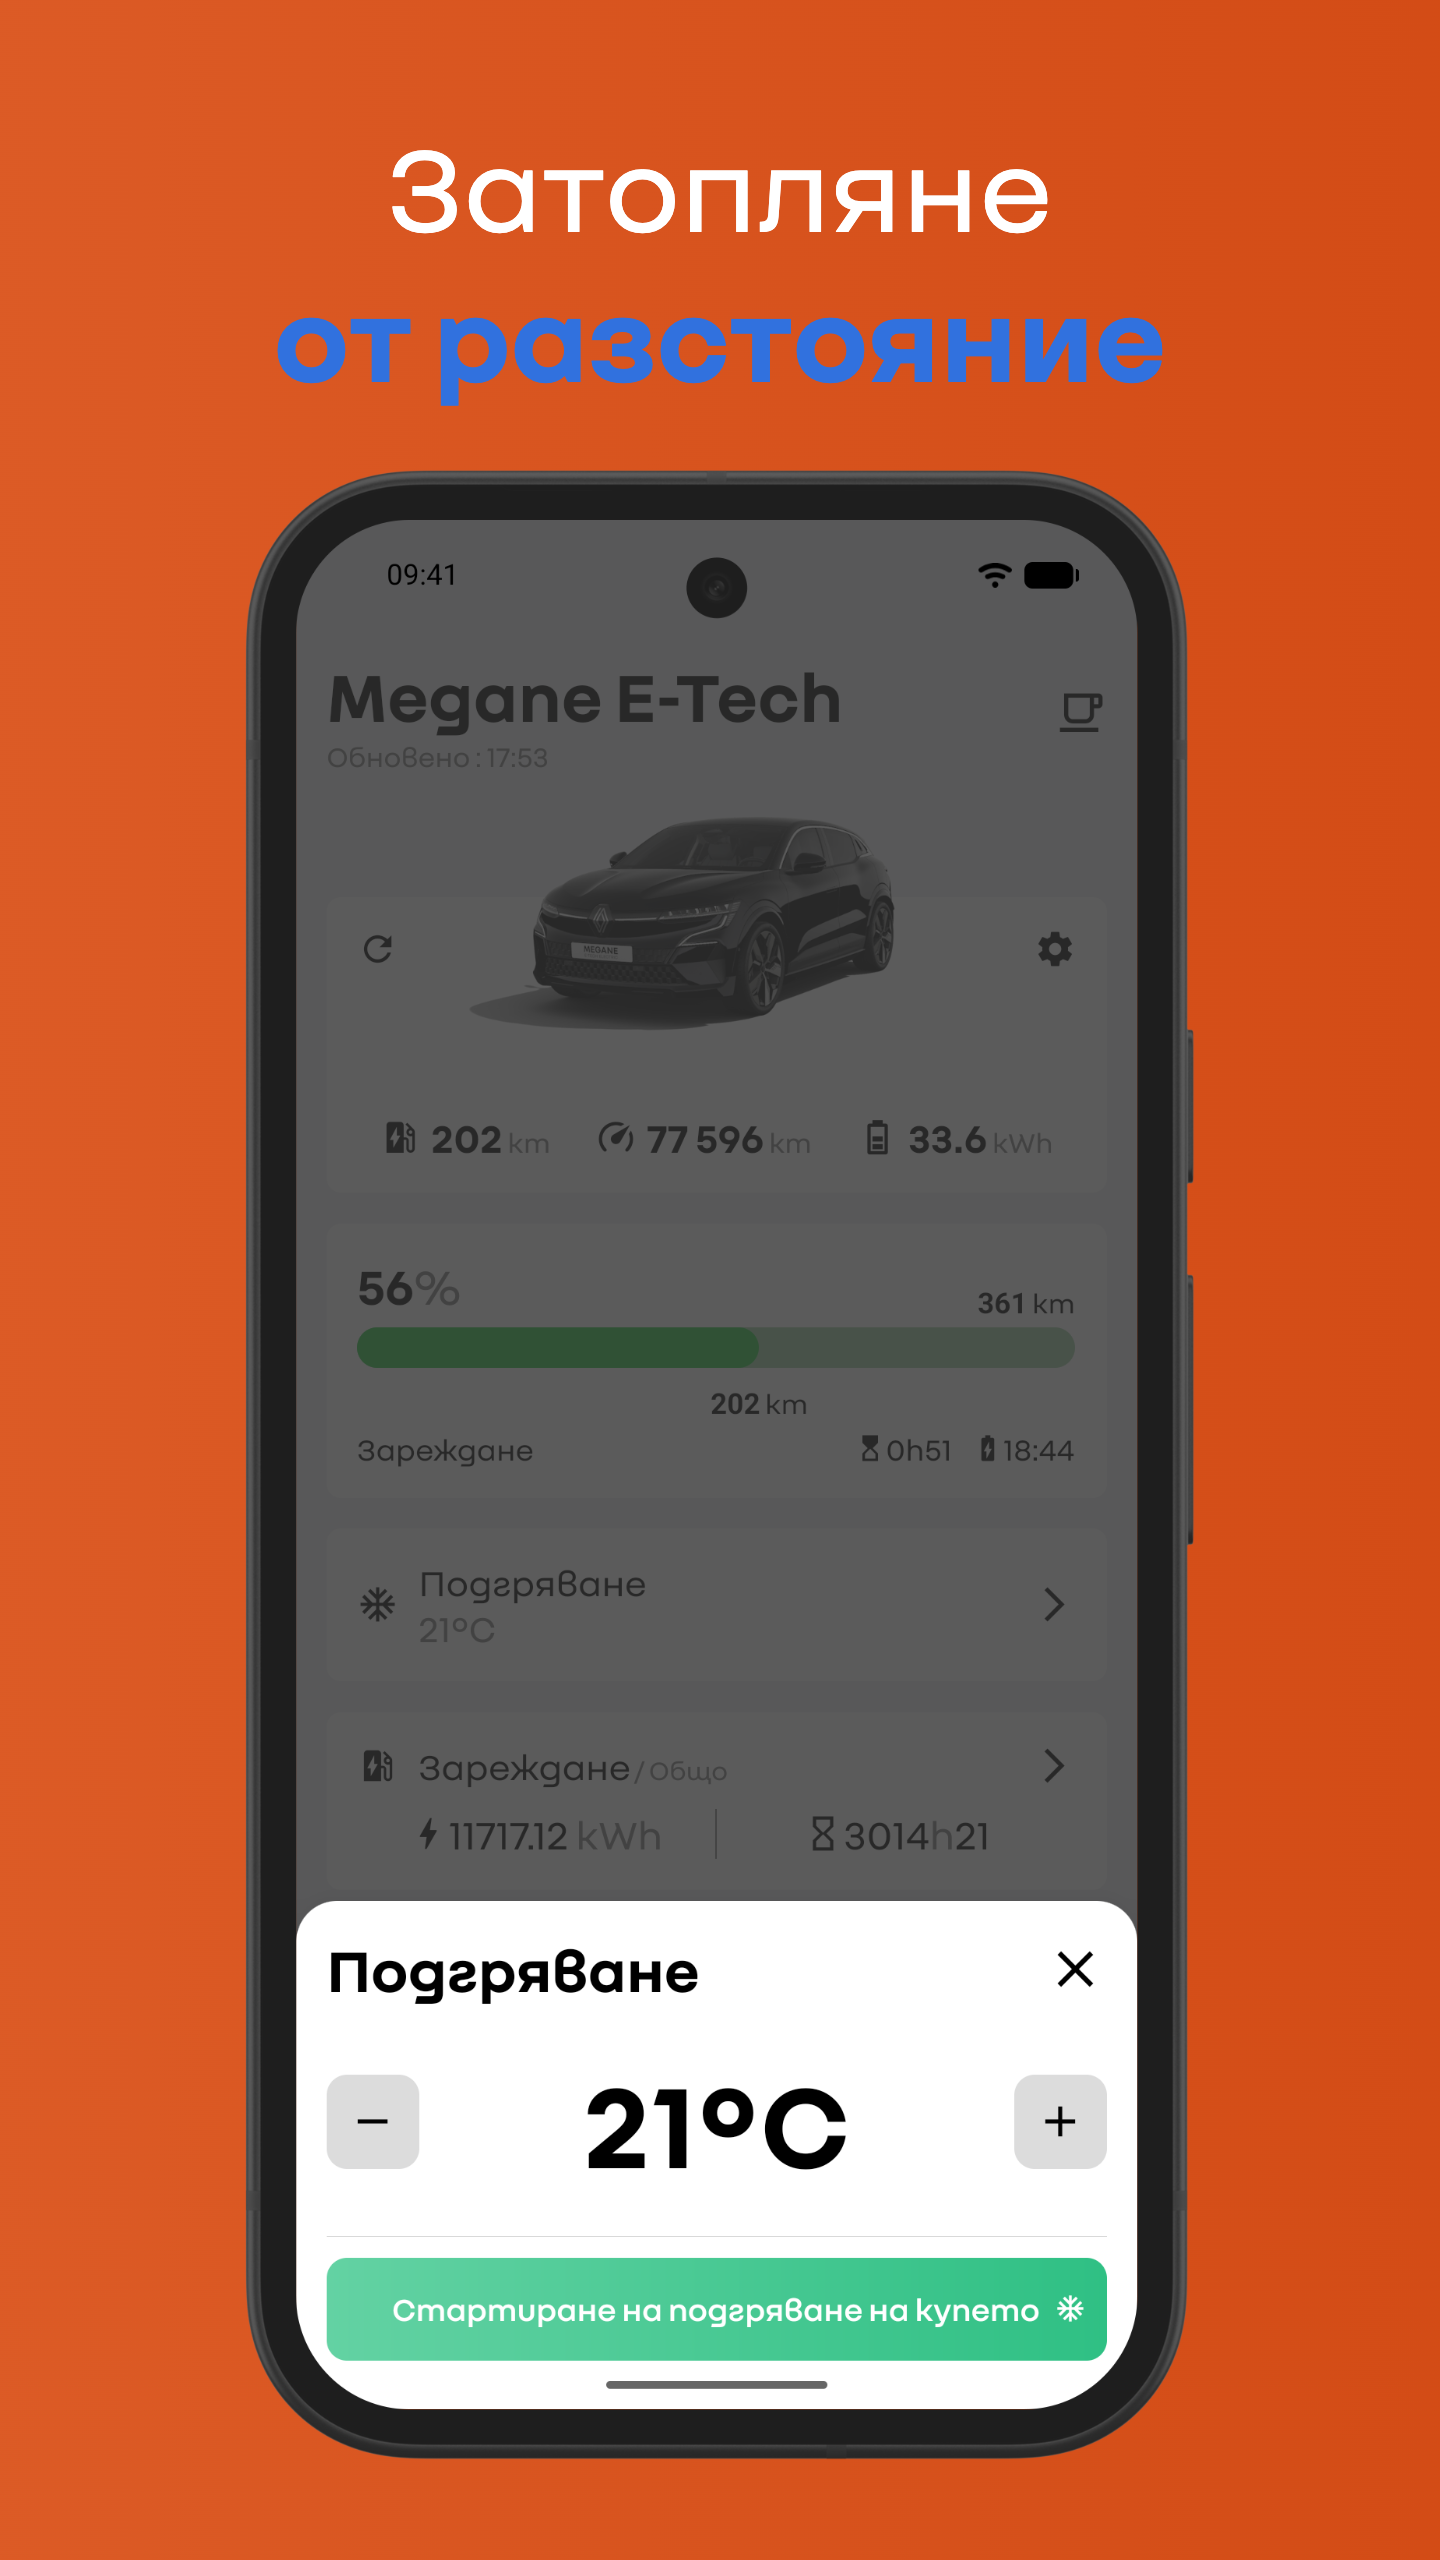 Затопляне
от разстояние
09:41
Megane E-Tech
Обновено : 17:53
MEGANE
202 km 77 596 km 33.6 kWh
56%
361 km
202 km
Зареждане 0h51 18:44
Подгряване
21°C
Зареждане / Общо
11717.12 kWh 3014h21
Подгряване
21°C
Стартиране на подгряване на купето